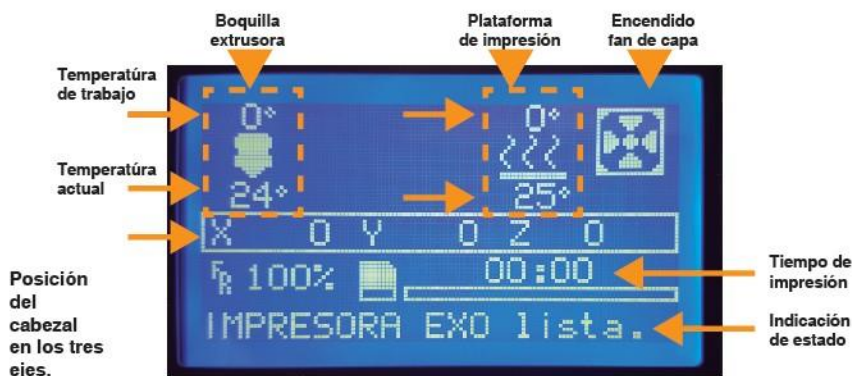 Boquilla
extrusora
Plataforma
de impresión
Encendido
fan de capa
Temperatúra
de trabajo
0° 0°
Temperatúra
actual
24° 25°
X 0 Y 0 Z 0
FR 100% 00:00
Tiempo de
impresión
Posición
del
cabezal
en los tres
ejes.
IMPRESORA EXO lista.
Indicación
de estado